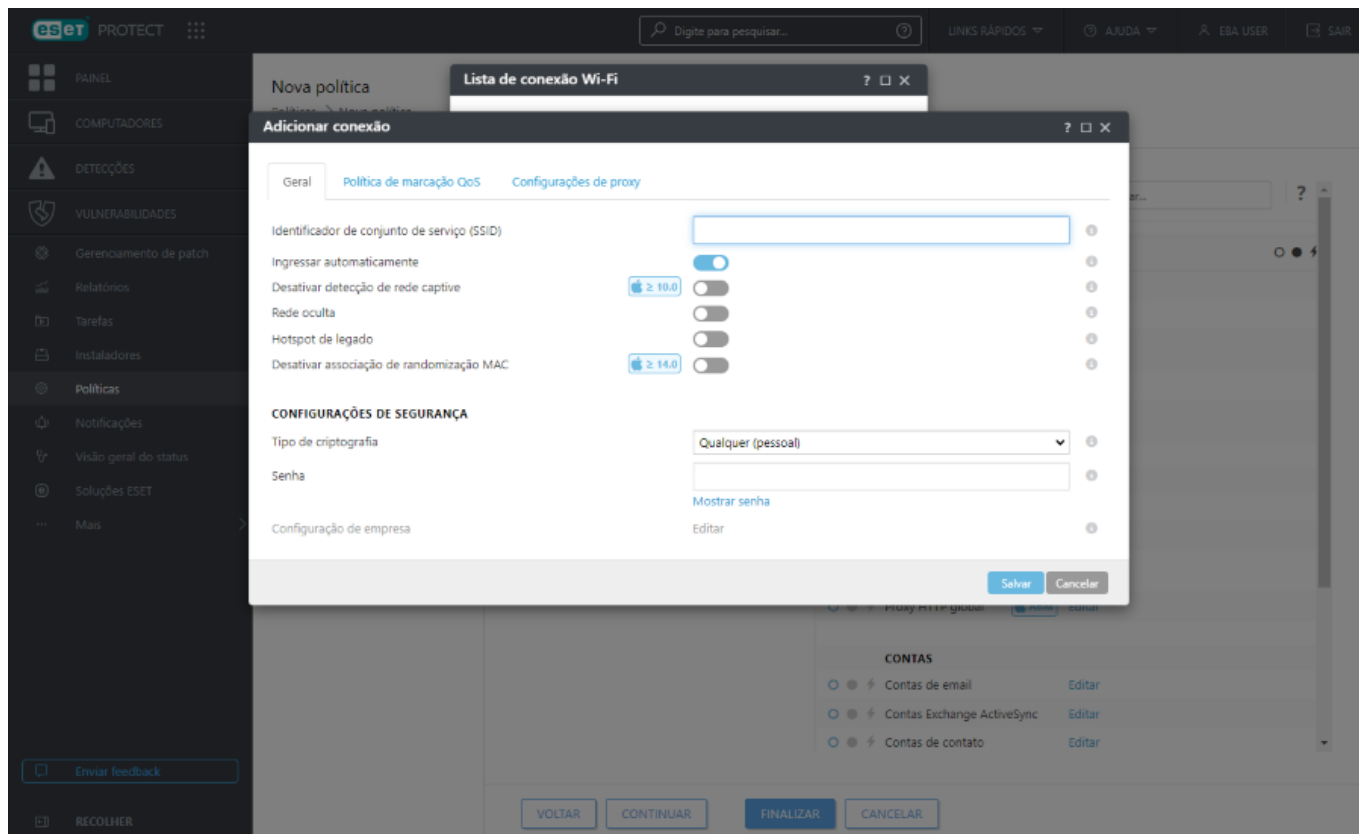 eset PROTECT
Digite para pesquisar...
LINKS RÁPIDOS
AJUDA
EBA USER
SAIR
PAINEL
COMPUTADORES
DETECÇÕES
VULNERABILIDADES
Gerenciamento de patch
Relatórios
Tarefas
Instaladores
Políticas
Notificações
Visão geral do status
Soluções ESET
Mais
Enviar feedback
RECOLHER
Nova política
Políticas > Nova política
Lista de conexão Wi-Fi
Adicionar conexão
Geral
Política de marcação QoS
Configurações de proxy
Identificador de conjunto de serviço (SSID)
Ingressar automaticamente
Desativar detecção de rede captive ≥ 10.0
Rede oculta
Hotspot de legado
Desativar associação de randomização MAC ≥ 14.0
CONFIGURAÇÕES DE SEGURANÇA
Tipo de criptografia Qualquer (pessoal)
Senha
Mostrar senha
Configuração de empresa Editar
Salvar Cancelar
ar...
?
Proxy HTTP global Editar
CONTAS
Contas de email Editar
Contas Exchange ActiveSync Editar
Contas de contato Editar
VOLTAR CONTINUAR FINALIZAR CANCELAR